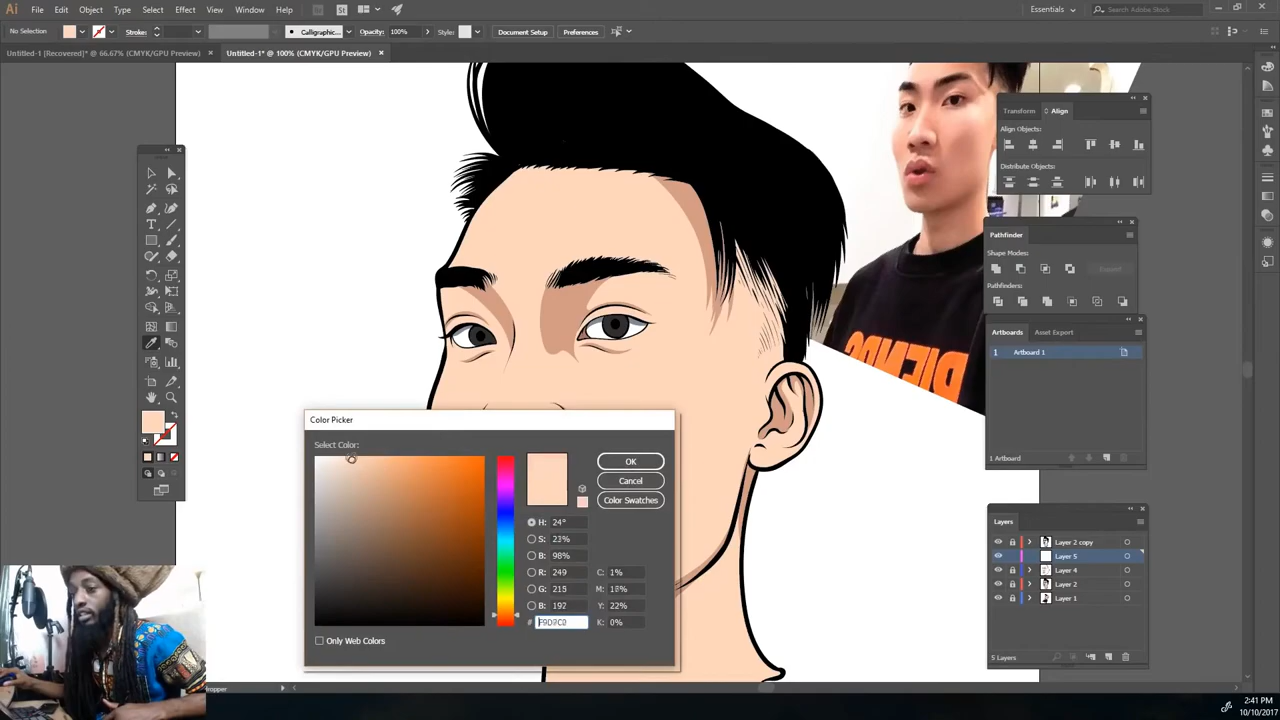 Ai File Edit Object Type Select Effect View Window Help Br St Essentials Search Adobe Stock
No Selection Stroke: Calligraphic... Opacity: 100% Style: Document Setup Preferences
Untitled-1 [Recovered]* @ 66.67% (CMYK/GPU Preview) × Untitled-1* @ 100% (CMYK/GPU Preview) ×
Transform Align
Align Objects:
Distribute Objects:
Pathfinder
Shape Modes:
Expand
Pathfinders:
Artboards Asset Export
1 Artboard 1
1 Artboard
Layers
Layer 2 copy
Layer 5
Layer 4
Layer 2
Layer 1
5 Layers
Color Picker
Select Color:
OK
Cancel
Color Swatches
H: 24°
S: 23%
B: 98%
R: 249 C: 1%
G: 215 M: 18%
B: 192 Y: 22%
# F9D7C0 K: 0%
Only Web Colors
2:41 PM
10/10/2017